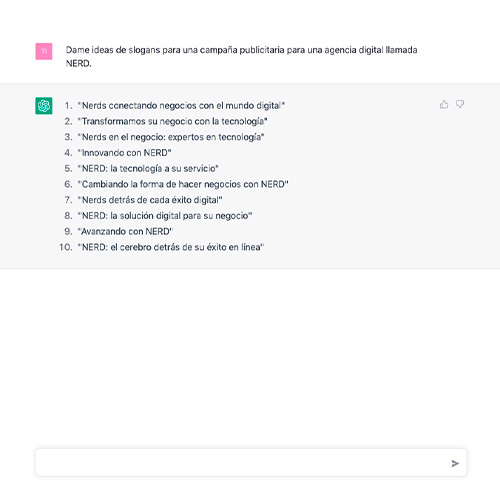 TI
Dame ideas de slogans para una campaña publicitaria para una agencia digital llamada
NERD.
1. "Nerds conectando negocios con el mundo digital"
2. "Transformamos su negocio con la tecnología"
3. "Nerds en el negocio: expertos en tecnología"
4. "Innovando con NERD"
5. "NERD: la tecnología a su servicio"
6. "Cambiando la forma de hacer negocios con NERD"
7. "Nerds detrás de cada éxito digital"
8. "NERD: la solución digital para su negocio"
9. "Avanzando con NERD"
10. "NERD: el cerebro detrás de su éxito en línea"